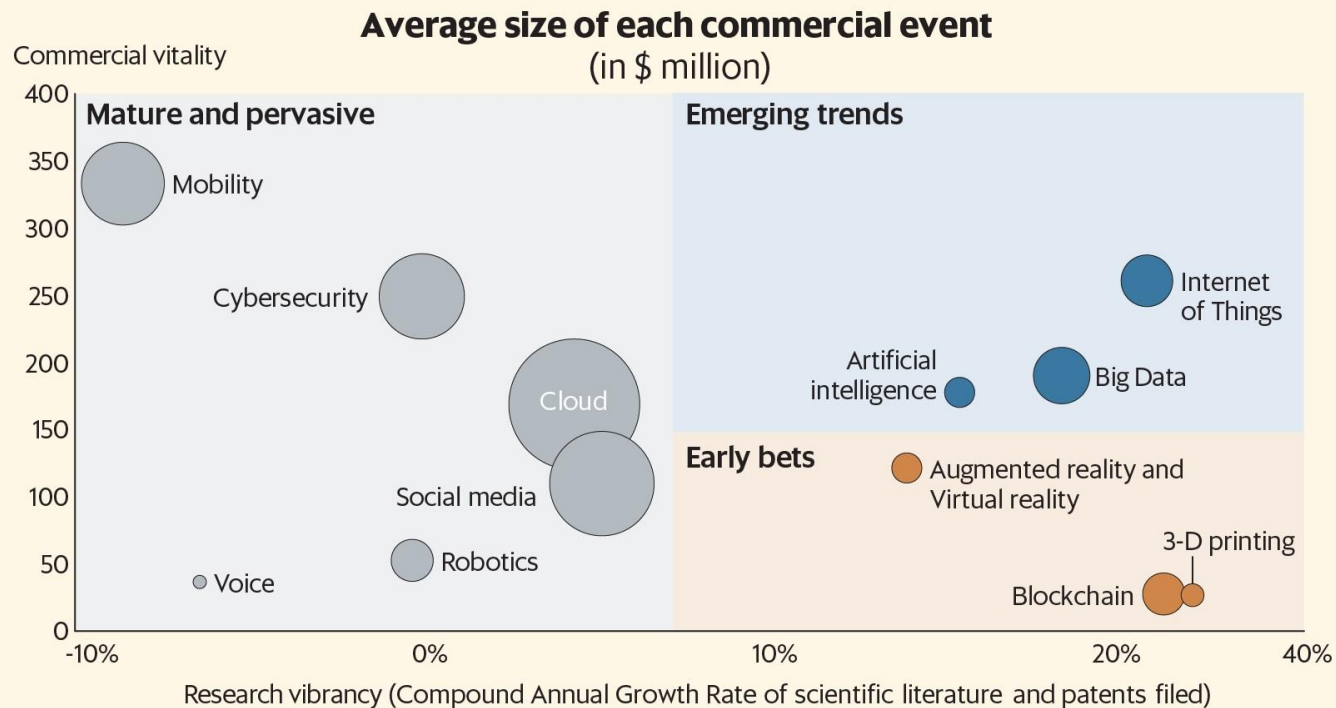 Average size of each commercial event
(in $ million)
Commercial vitality
400
350
300
250
200
150
100
50
0
Mature and pervasive
Emerging trends
Mobility
Cybersecurity
Internet
of Things
Artificial
intelligence
Big Data
Cloud
Early bets
Augmented reality and
Virtual reality
Social media
3-D printing
Robotics
Voice
Blockchain
-10%
0%
10%
20%
40%
Research vibrancy (Compound Annual Growth Rate of scientific literature and patents filed)